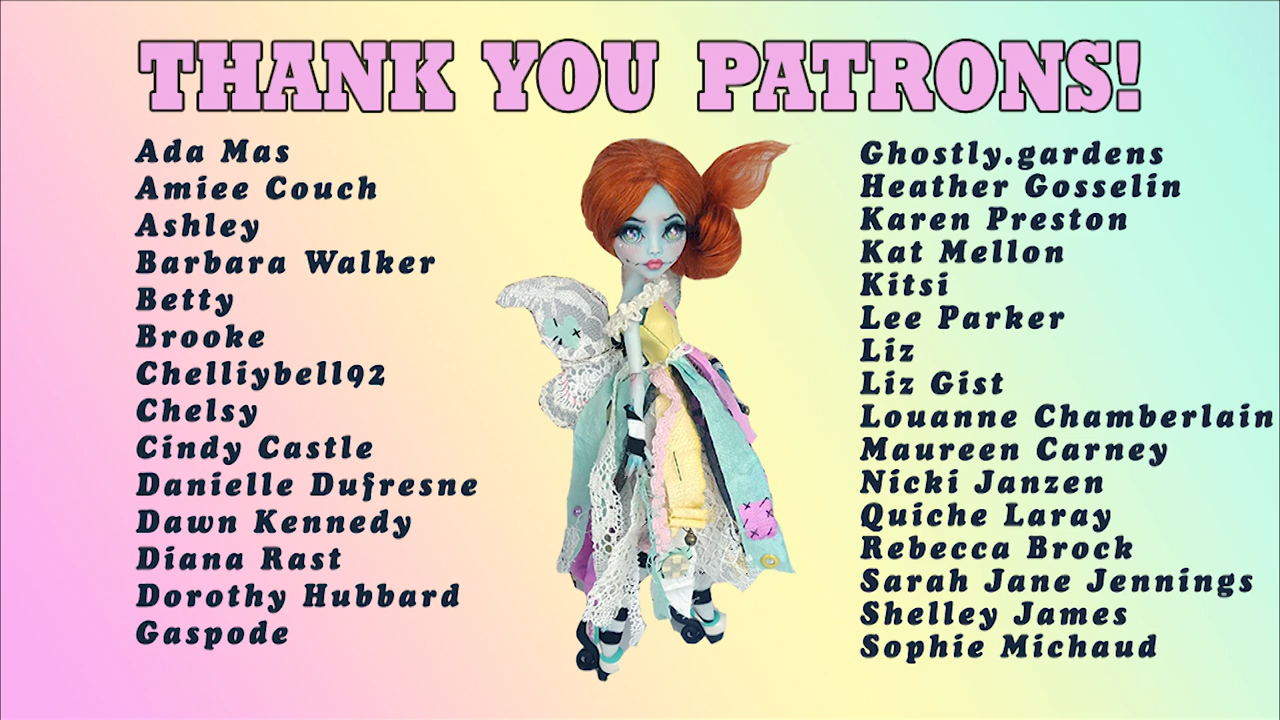 THANK YOU PATRONS!
Ada Mas
Amiee Couch
Ashley
Barbara Walker
Betty
Brooke
Chelliybell92
Chelsy
Cindy Castle
Danielle Dufresne
Dawn Kennedy
Diana Rast
Dorothy Hubbard
Gaspode
Ghostly.gardens
Heather Gosselin
Karen Preston
Kat Mellon
Kitsi
Lee Parker
Liz
Liz Gist
Louanne Chamberlain
Maureen Carney
Nicki Janzen
Quiche Laray
Rebecca Brock
Sarah Jane Jennings
Shelley James
Sophie Michaud